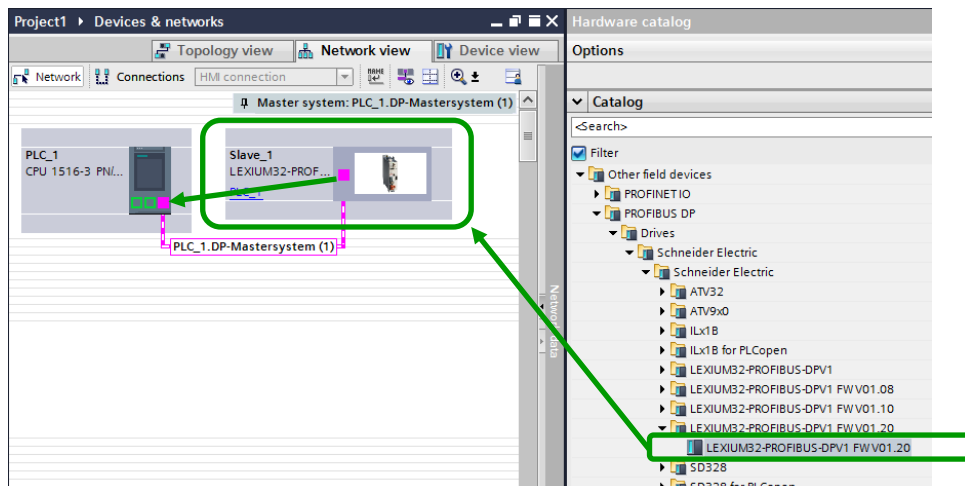 Project1 ▸ Devices & networks
Topology view
Network view
Device view
Network
Connections
HMI connection
Master system: PLC_1.DP-Mastersystem (1)
PLC_1
CPU 1516-3 PN/...
Slave_1
LEXIUM32-PROF...
PLC_1
PLC_1.DP-Mastersystem (1)
Network data
Hardware catalog
Options
Catalog
<Search>
Filter
Other field devices
PROFINET IO
PROFIBUS DP
Drives
Schneider Electric
Schneider Electric
ATV32
ATV9x0
ILx1B
ILx1B for PLCopen
LEXIUM32-PROFIBUS-DPV1
LEXIUM32-PROFIBUS-DPV1 FW V01.08
LEXIUM32-PROFIBUS-DPV1 FW V01.10
LEXIUM32-PROFIBUS-DPV1 FW V01.20
LEXIUM32-PROFIBUS-DPV1 FW V01.20
SD328
SD328 for PLCopen